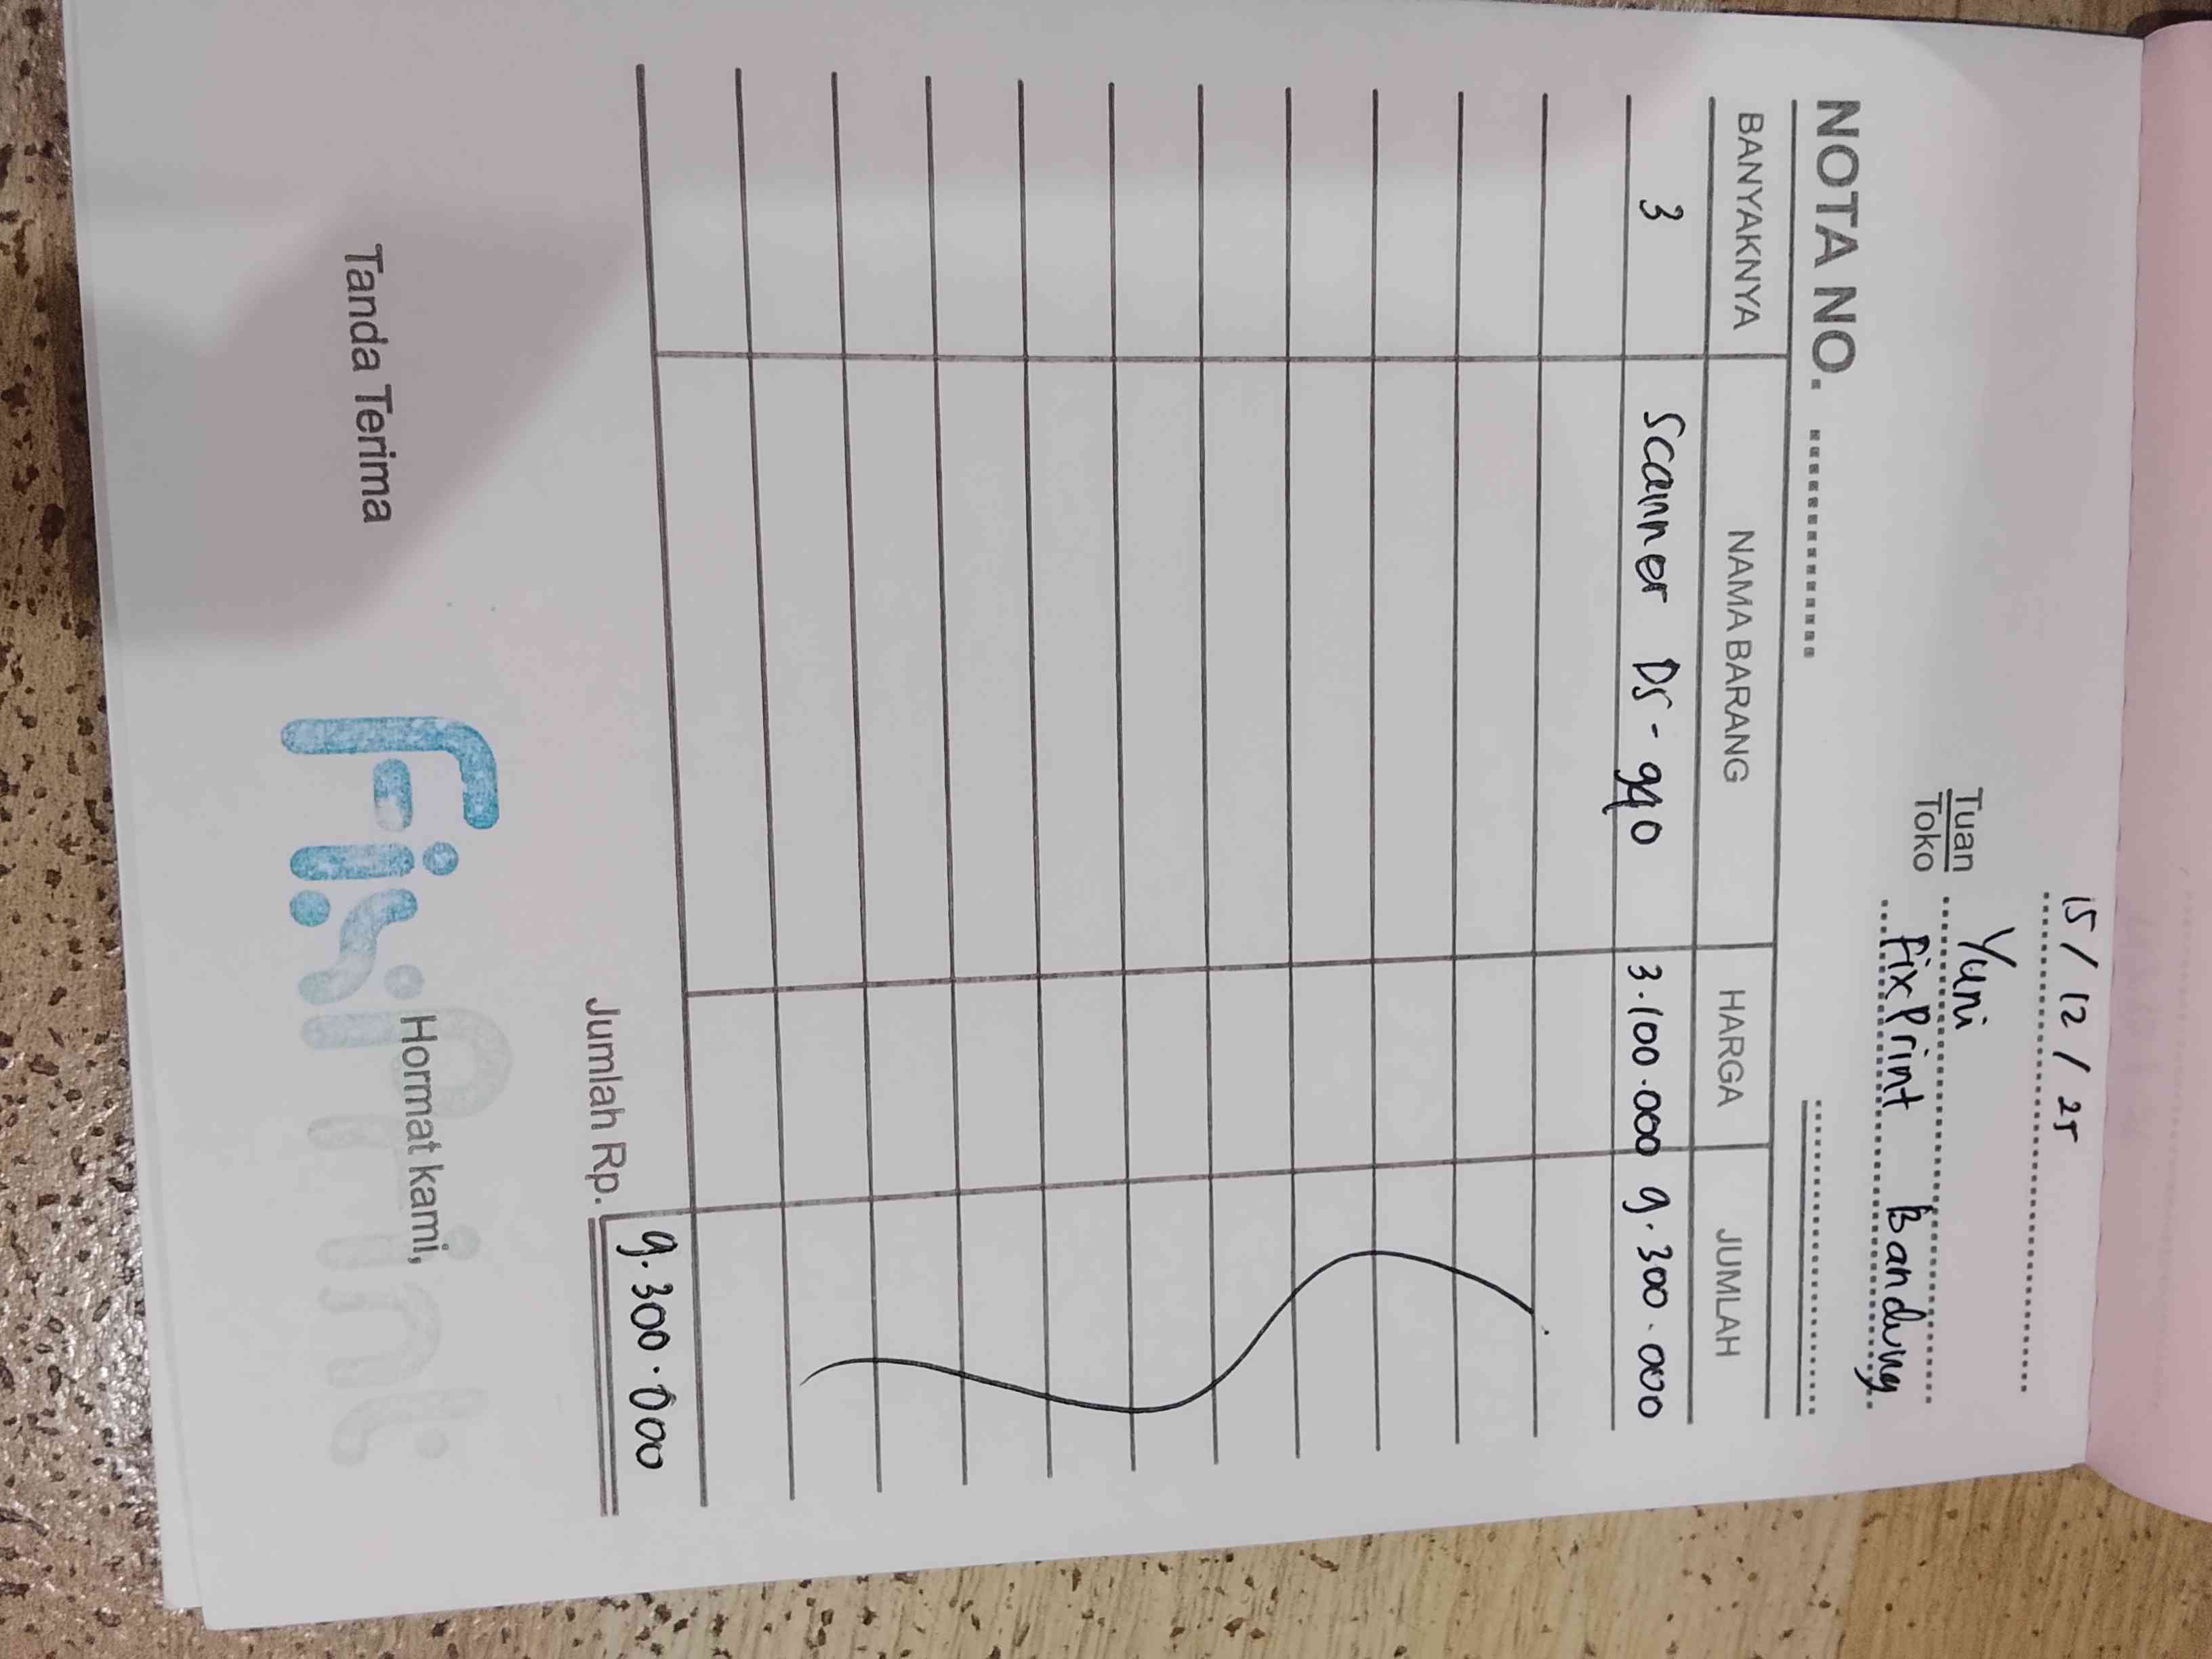 15 / 12 / 25
Tuan Yuni
Toko FixPrint Bandung
NOTA NO. ....................
BANYAKNYA NAMA BARANG HARGA JUMLAH
3 Scanner DS - 940 3.100.000 9.300.000
Jumlah Rp. 9.300.000
Tanda Terima Hormat kami,
FisPrint